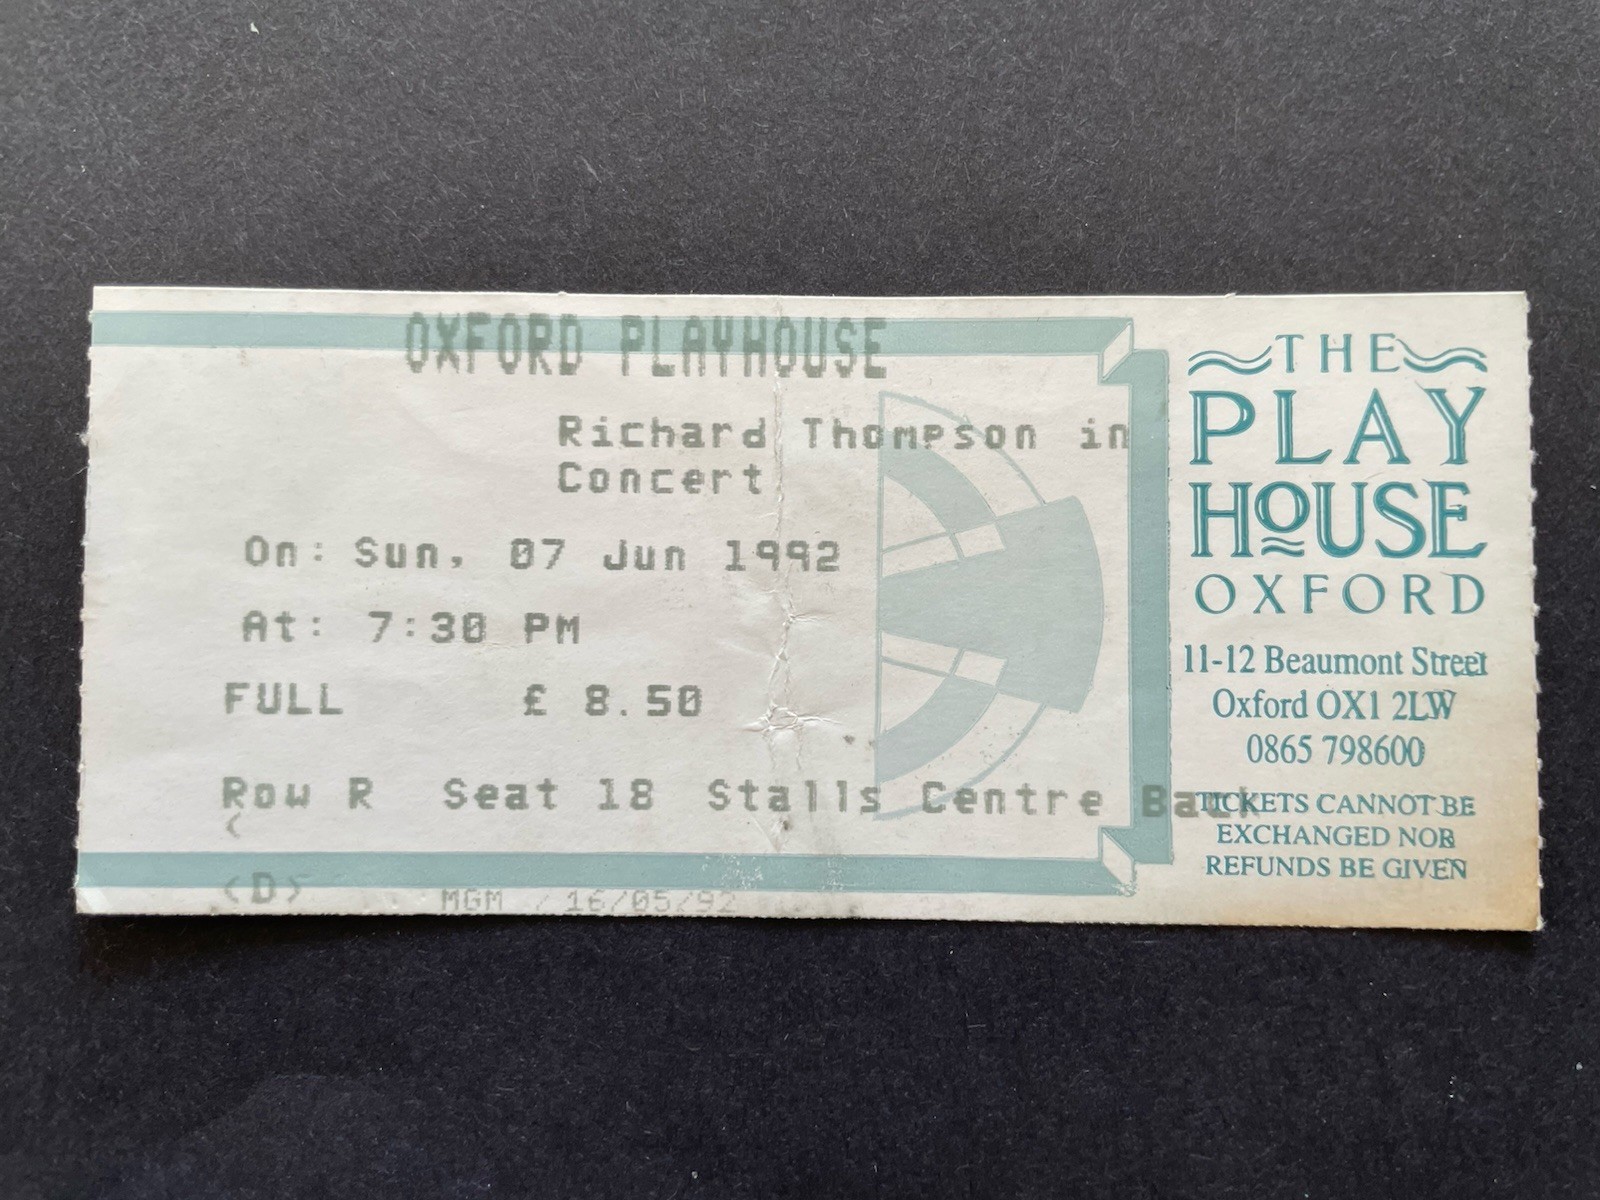 OXFORD PLAYHOUSE
Richard Thompson in
Concert
On: Sun, 07 Jun 1992
At: 7:30 PM
FULL £ 8.50
Row R Seat 18 Stalls Centre Back
(
(D) MGM / 16/05/92
THE
PLAY
HOUSE
OXFORD
11-12 Beaumont Street
Oxford OX1 2LW
0865 798600
TICKETS CANNOT BE
EXCHANGED NOR
REFUNDS BE GIVEN